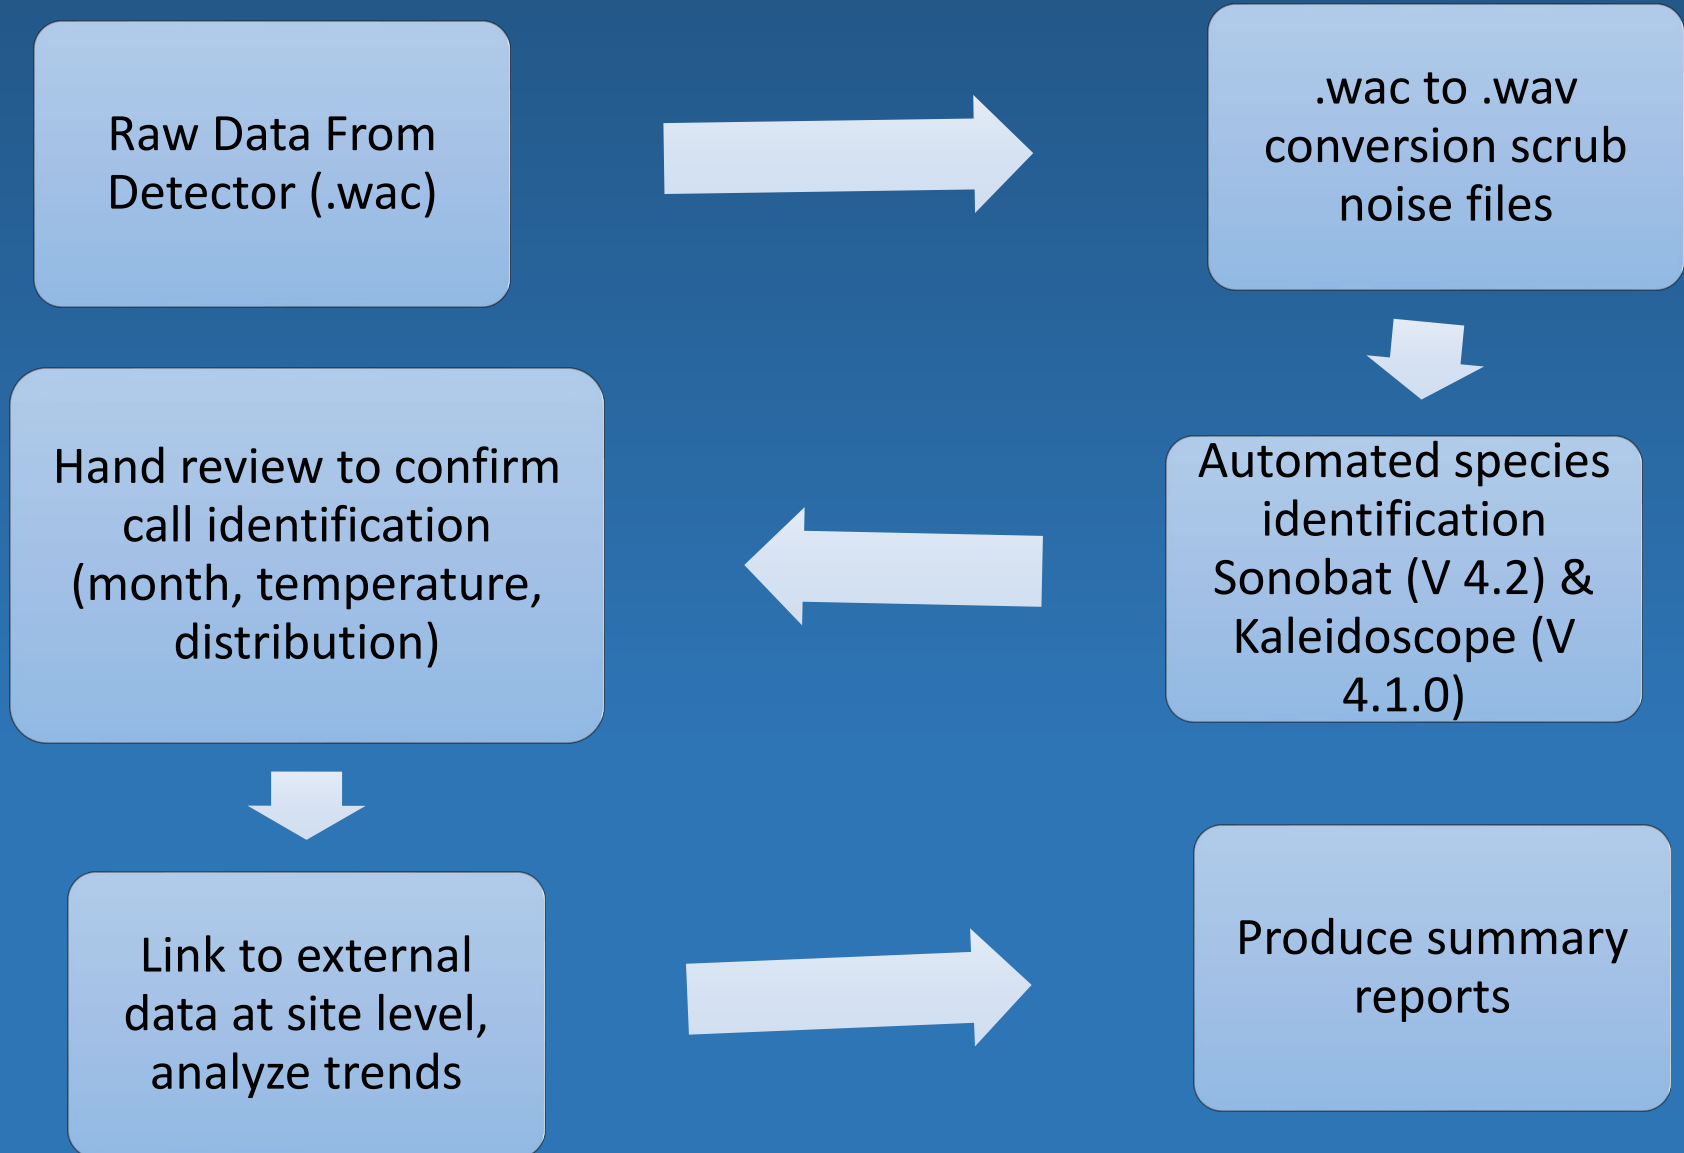 Raw Data From
Detector (.wac)
.wac to .wav
conversion scrub
noise files
Automated species
identification
Sonobat (V 4.2) &
Kaleidoscope (V
4.1.0)
Hand review to confirm
call identification
(month, temperature,
distribution)
Link to external
data at site level,
analyze trends
Produce summary
reports